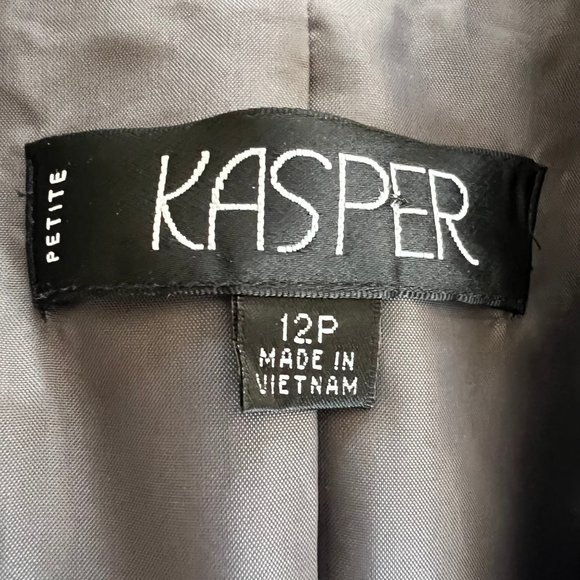 PETITE
KASPER
12P
MADE IN
VIETNAM